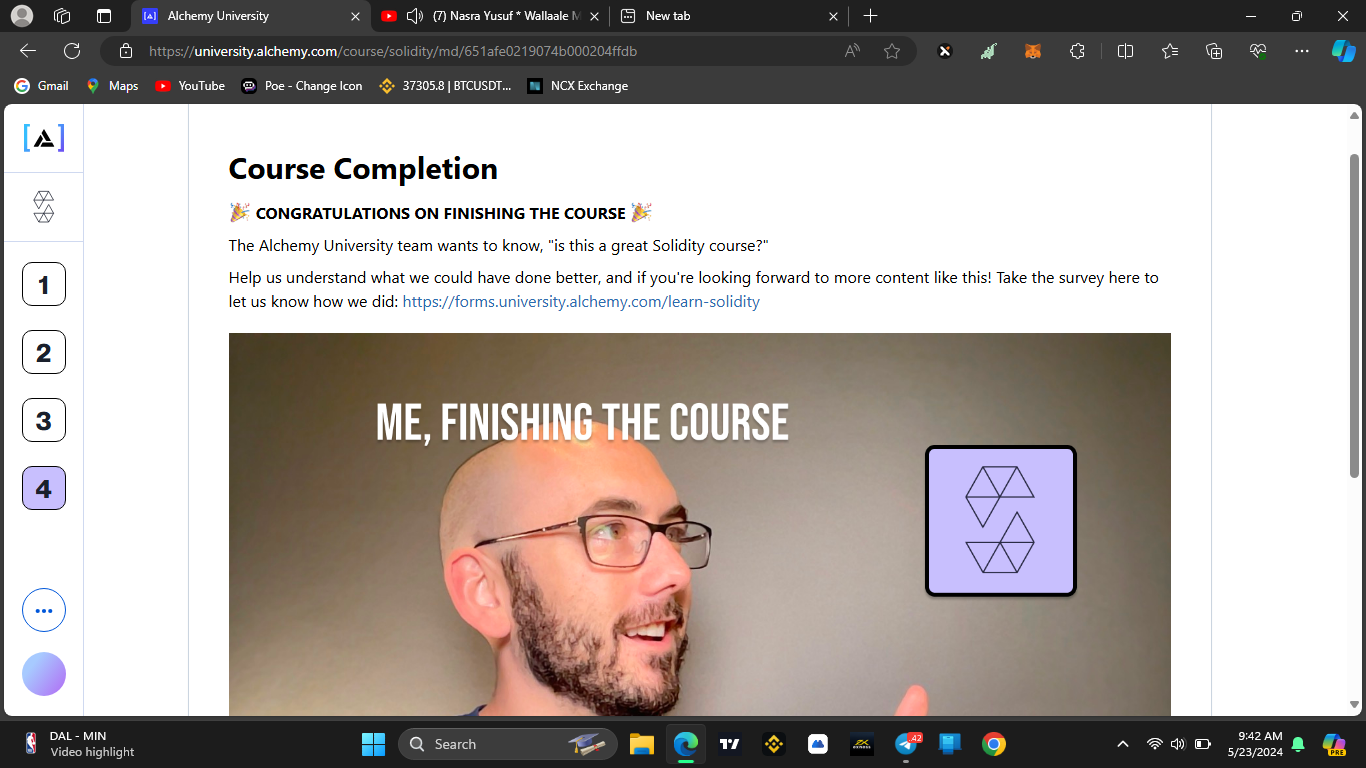 Alchemy University
(7) Nasra Yusuf * Wallaale M
New tab
https://university.alchemy.com/course/solidity/md/651afe0219074b000204ffdb
Gmail
Maps
YouTube
Poe - Change Icon
37305.8 | BTCUSDT...
NCX Exchange
Course Completion
🎉 CONGRATULATIONS ON FINISHING THE COURSE 🎉
The Alchemy University team wants to know, "is this a great Solidity course?"
Help us understand what we could have done better, and if you're looking forward to more content like this! Take the survey here to
let us know how we did: https://forms.university.alchemy.com/learn-solidity
1
2
3
4
ME, FINISHING THE COURSE
DAL - MIN
Video highlight
Search
42
9:42 AM
5/23/2024
PRE